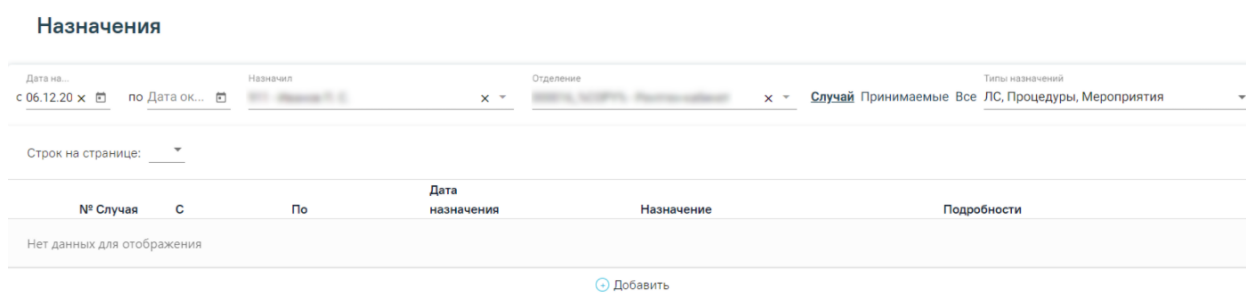 Назначения
Дата на... Назначил Отделение Типы назначений
с 06.12.20 по Дата ок... Случай Принимаемые Все ЛС, Процедуры, Мероприятия
Строк на странице:
№ Случая С По Дата назначения Назначение Подробности
Нет данных для отображения
Добавить